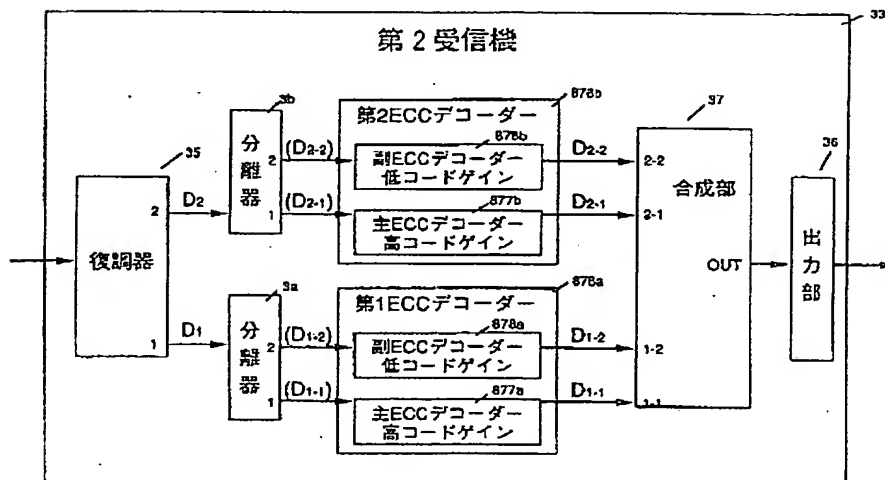 33
第2受信機
878b
3b
37
第2ECCデコーダー
35
分離器
(D2-2)
878b
副ECCデコーダー
低コードゲイン
D2-2
36
2
2-2
合成部
D2
(D2-1)
877b
主ECCデコーダー
高コードゲイン
D2-1
2
1
2-1
復調器
OUT
出力部
3a
第1ECCデコーダー
878a
D1
分離器
(D1-2)
878a
副ECCデコーダー
低コードゲイン
D1-2
1
2
1-2
(D1-1)
877a
主ECCデコーダー
高コードゲイン
D1-1
1
1-1